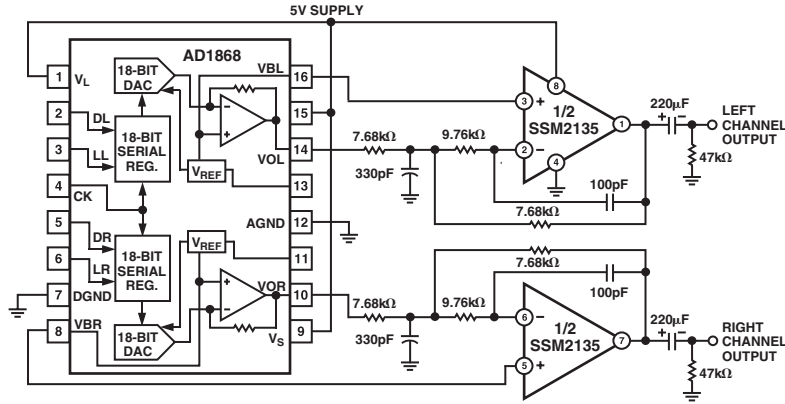 5V SUPPLY
AD1868
1
VL
2
DL
3
LL
4
CK
5
DR
6
LR
7
DGND
8
VBR
18-BIT
DAC
18-BIT
SERIAL
REG.
18-BIT
SERIAL
REG.
18-BIT
DAC
VREF
VREF
VBL
16
15
VOL
14
13
AGND
12
11
VOR
10
VS
9
7.68kΩ
330pF
9.76kΩ
100pF
7.68kΩ
3
+
2
−
8
1/2
SSM2135
1
4
220µF
+
−
47kΩ
LEFT
CHANNEL
OUTPUT
7.68kΩ
330pF
9.76kΩ
7.68kΩ
100pF
6
−
5
+
1/2
SSM2135
7
220µF
+
−
47kΩ
RIGHT
CHANNEL
OUTPUT
−
+
+
−